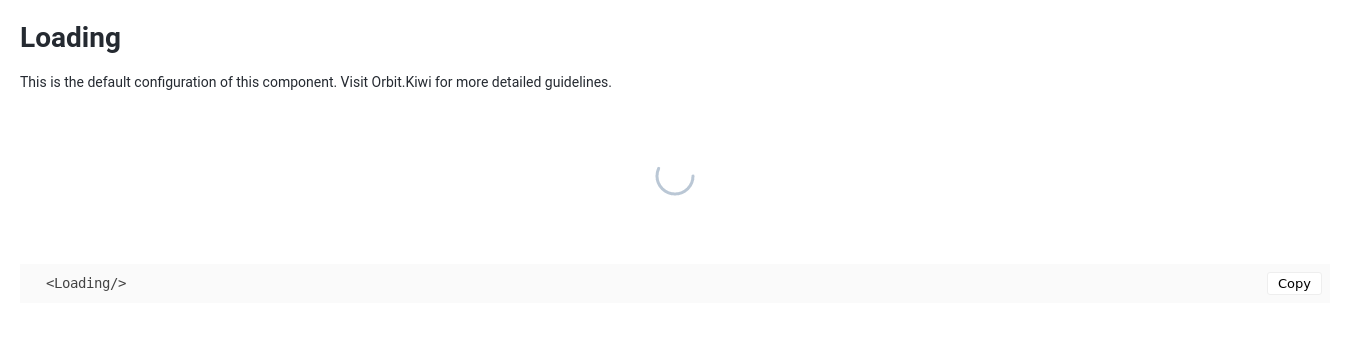 Loading
This is the default configuration of this component. Visit Orbit.Kiwi for more detailed guidelines.
<Loading/>
Copy